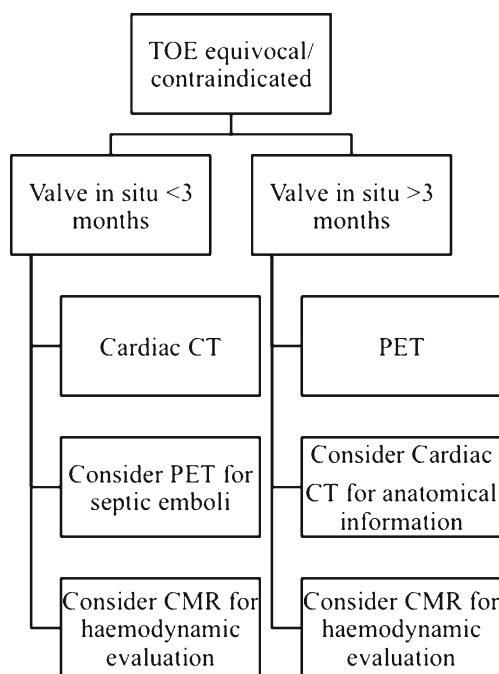 TOE equivocal/
contraindicated
Valve in situ <3
months
Valve in situ >3
months
Cardiac CT
PET
Consider PET for
septic emboli
Consider Cardiac
CT for anatomical
information
Consider CMR for
haemodynamic
evaluation
Consider CMR for
haemodynamic
evaluation